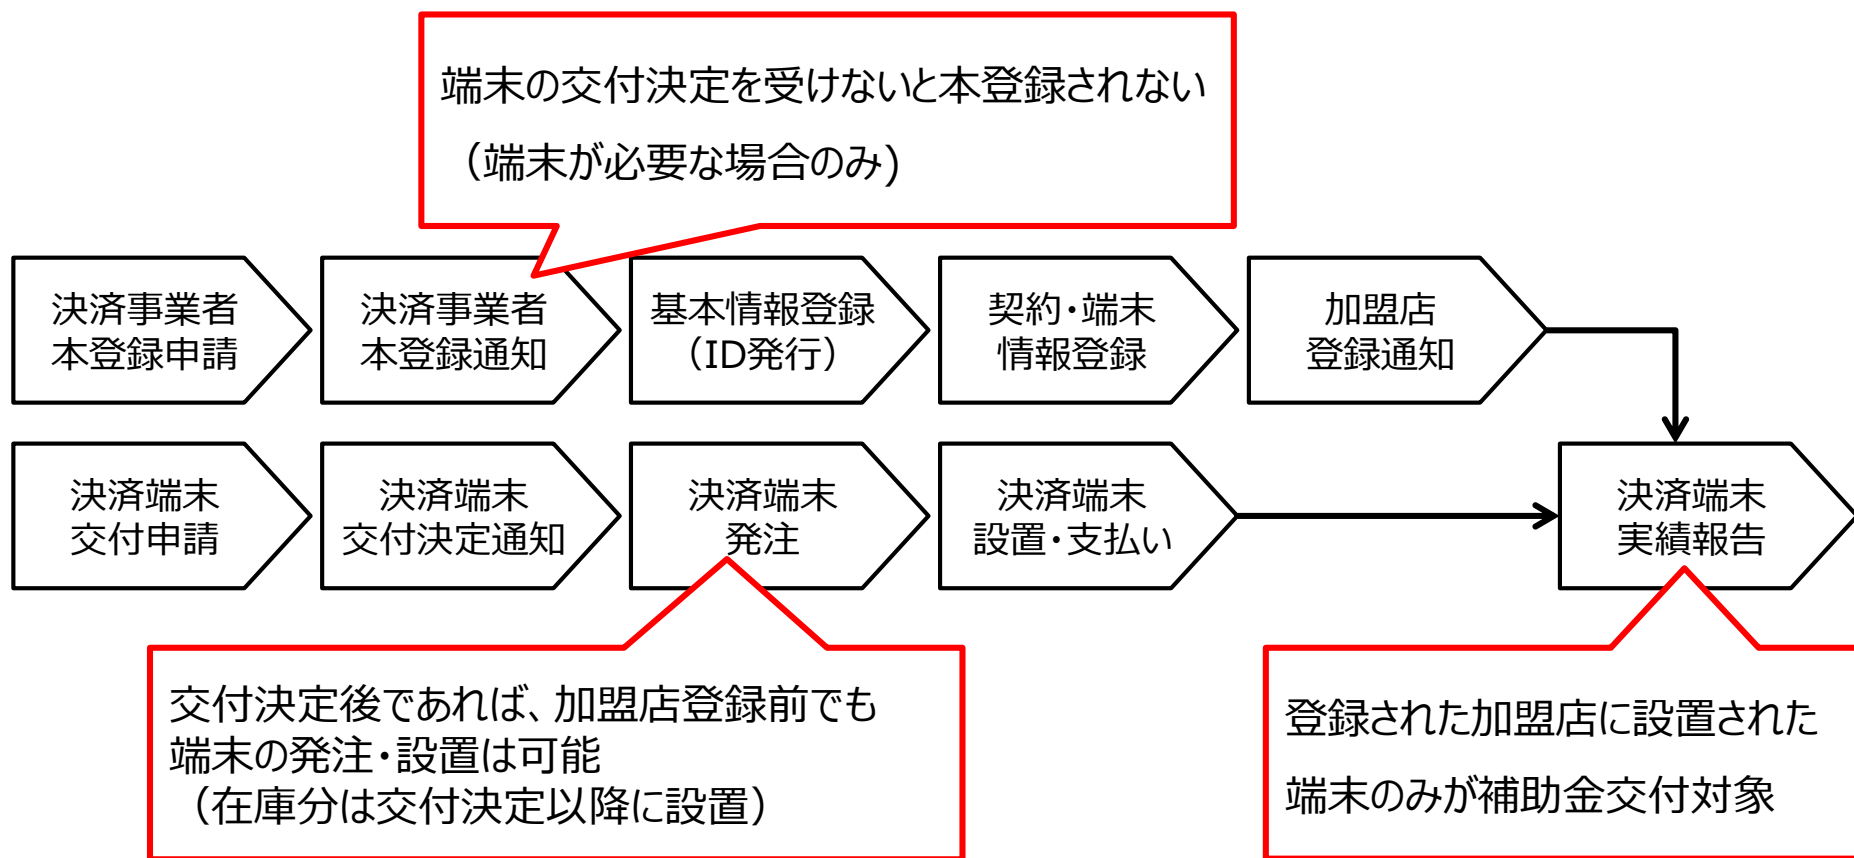 端末の交付決定を受けないと本登録されない
（端末が必要な場合のみ)
決済事業者
本登録申請
決済事業者
本登録通知
基本情報登録
（ID発行）
契約・端末
情報登録
加盟店
登録通知
決済端末
交付申請
決済端末
交付決定通知
決済端末
発注
決済端末
設置・支払い
決済端末
実績報告
交付決定後であれば、加盟店登録前でも
端末の発注・設置は可能
（在庫分は交付決定以降に設置）
登録された加盟店に設置された
端末のみが補助金交付対象